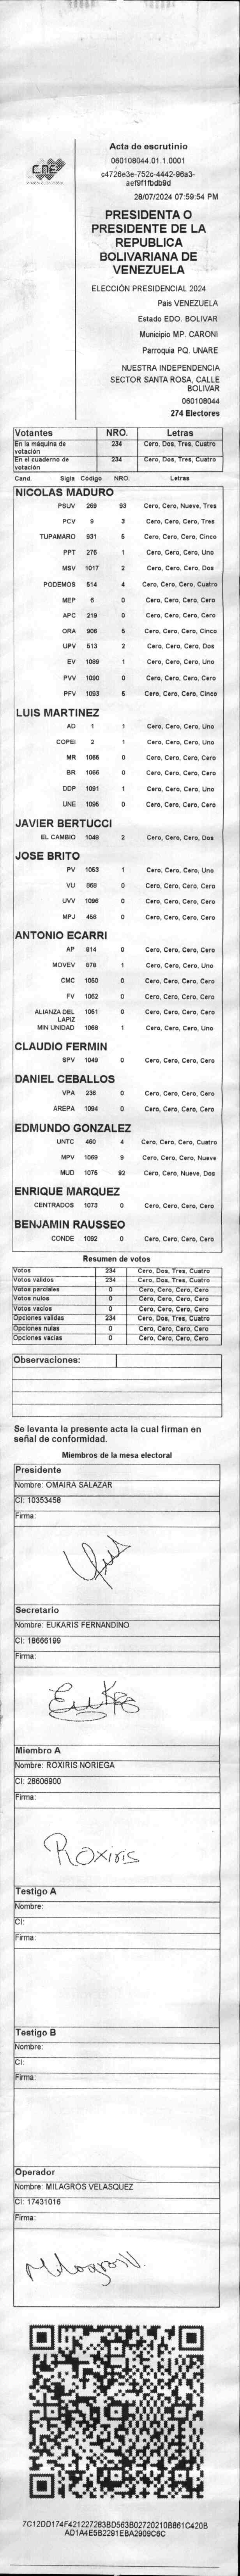 CNE
Acta de escrutinio
060108044.01.1.0001
c4726e3e-752c-4442-96a3-
aef9f1fbdb9d
28/07/2024 07:59:54 PM
PRESIDENTA O
PRESIDENTE DE LA
REPUBLICA
BOLIVARIANA DE
VENEZUELA
ELECCIÓN PRESIDENCIAL 2024
Pais VENEZUELA
Estado EDO. BOLIVAR
Municipio MP. CARONI
Parroquia PQ. UNARE
NUESTRA INDEPENDENCIA
SECTOR SANTA ROSA, CALLE
BOLIVAR
060108044
274 Electores
Votantes NRO. Letras
En la máquina de votación 234 Cero, Dos, Tres, Cuatro
En el cuaderno de votación 234 Cero, Dos, Tres, Cuatro
Cand. Sigla Código NRO. Letras
NICOLAS MADURO
PSUV 269 93 Cero, Cero, Nueve, Tres
PCV 9 3 Cero, Cero, Cero, Tres
TUPAMARO 931 5 Cero, Cero, Cero, Cinco
PPT 276 1 Cero, Cero, Cero, Uno
MSV 1017 2 Cero, Cero, Cero, Dos
PODEMOS 514 4 Cero, Cero, Cero, Cuatro
MEP 6 0 Cero, Cero, Cero, Cero
APC 219 0 Cero, Cero, Cero, Cero
ORA 906 5 Cero, Cero, Cero, Cinco
UPV 513 2 Cero, Cero, Cero, Dos
EV 1089 1 Cero, Cero, Cero, Uno
PVV 1090 0 Cero, Cero, Cero, Cero
PFV 1093 5 Cero, Cero, Cero, Cinco
LUIS MARTINEZ
AD 1 1 Cero, Cero, Cero, Uno
COPEI 2 1 Cero, Cero, Cero, Uno
MR 1065 0 Cero, Cero, Cero, Cero
BR 1066 0 Cero, Cero, Cero, Cero
DDP 1091 1 Cero, Cero, Cero, Uno
UNE 1095 0 Cero, Cero, Cero, Cero
JAVIER BERTUCCI
EL CAMBIO 1048 2 Cero, Cero, Cero, Dos
JOSE BRITO
PV 1053 1 Cero, Cero, Cero, Uno
VU 868 0 Cero, Cero, Cero, Cero
UVV 1096 0 Cero, Cero, Cero, Cero
MPJ 458 0 Cero, Cero, Cero, Cero
ANTONIO ECARRI
AP 814 0 Cero, Cero, Cero, Cero
MOVEV 878 1 Cero, Cero, Cero, Uno
CMC 1050 0 Cero, Cero, Cero, Cero
FV 1052 0 Cero, Cero, Cero, Cero
ALIANZA DEL LAPIZ 1051 0 Cero, Cero, Cero, Cero
MIN UNIDAD 1068 1 Cero, Cero, Cero, Uno
CLAUDIO FERMIN
SPV 1049 0 Cero, Cero, Cero, Cero
DANIEL CEBALLOS
VPA 236 0 Cero, Cero, Cero, Cero
AREPA 1094 0 Cero, Cero, Cero, Cero
EDMUNDO GONZALEZ
UNTC 460 4 Cero, Cero, Cero, Cuatro
MPV 1069 9 Cero, Cero, Cero, Nueve
MUD 1075 92 Cero, Cero, Nueve, Dos
ENRIQUE MARQUEZ
CENTRADOS 1073 0 Cero, Cero, Cero, Cero
BENJAMIN RAUSSEO
CONDE 1092 0 Cero, Cero, Cero, Cero
Resumen de votos
Votos 234 Cero, Dos, Tres, Cuatro
Votos válidos 234 Cero, Dos, Tres, Cuatro
Votos parciales 0 Cero, Cero, Cero, Cero
Votos nulos 0 Cero, Cero, Cero, Cero
Votos vacíos 0 Cero, Cero, Cero, Cero
Opciones validas 234 Cero, Dos, Tres, Cuatro
Opciones nulas 0 Cero, Cero, Cero, Cero
Opciones vacias 0 Cero, Cero, Cero, Cero
Observaciones:
Se levanta la presente acta la cual firman en
señal de conformidad.
Miembros de la mesa electoral
Presidente
Nombre: OMAIRA SALAZAR
CI: 10353458
Firma:
Secretario
Nombre: EUKARIS FERNANDINO
CI: 18666199
Firma:
Miembro A
Nombre: ROXIRIS NORIEGA
CI: 28606900
Firma:
Roxiris
Testigo A
Nombre:
CI:
Firma:
Testigo B
Nombre:
CI:
Firma:
Operador
Nombre: MILAGROS VELASQUEZ
CI: 17431016
Firma:
7C12DD174F421227283BD563B02720210B861C420B
AD1A4E5B2291EBA2909C6C